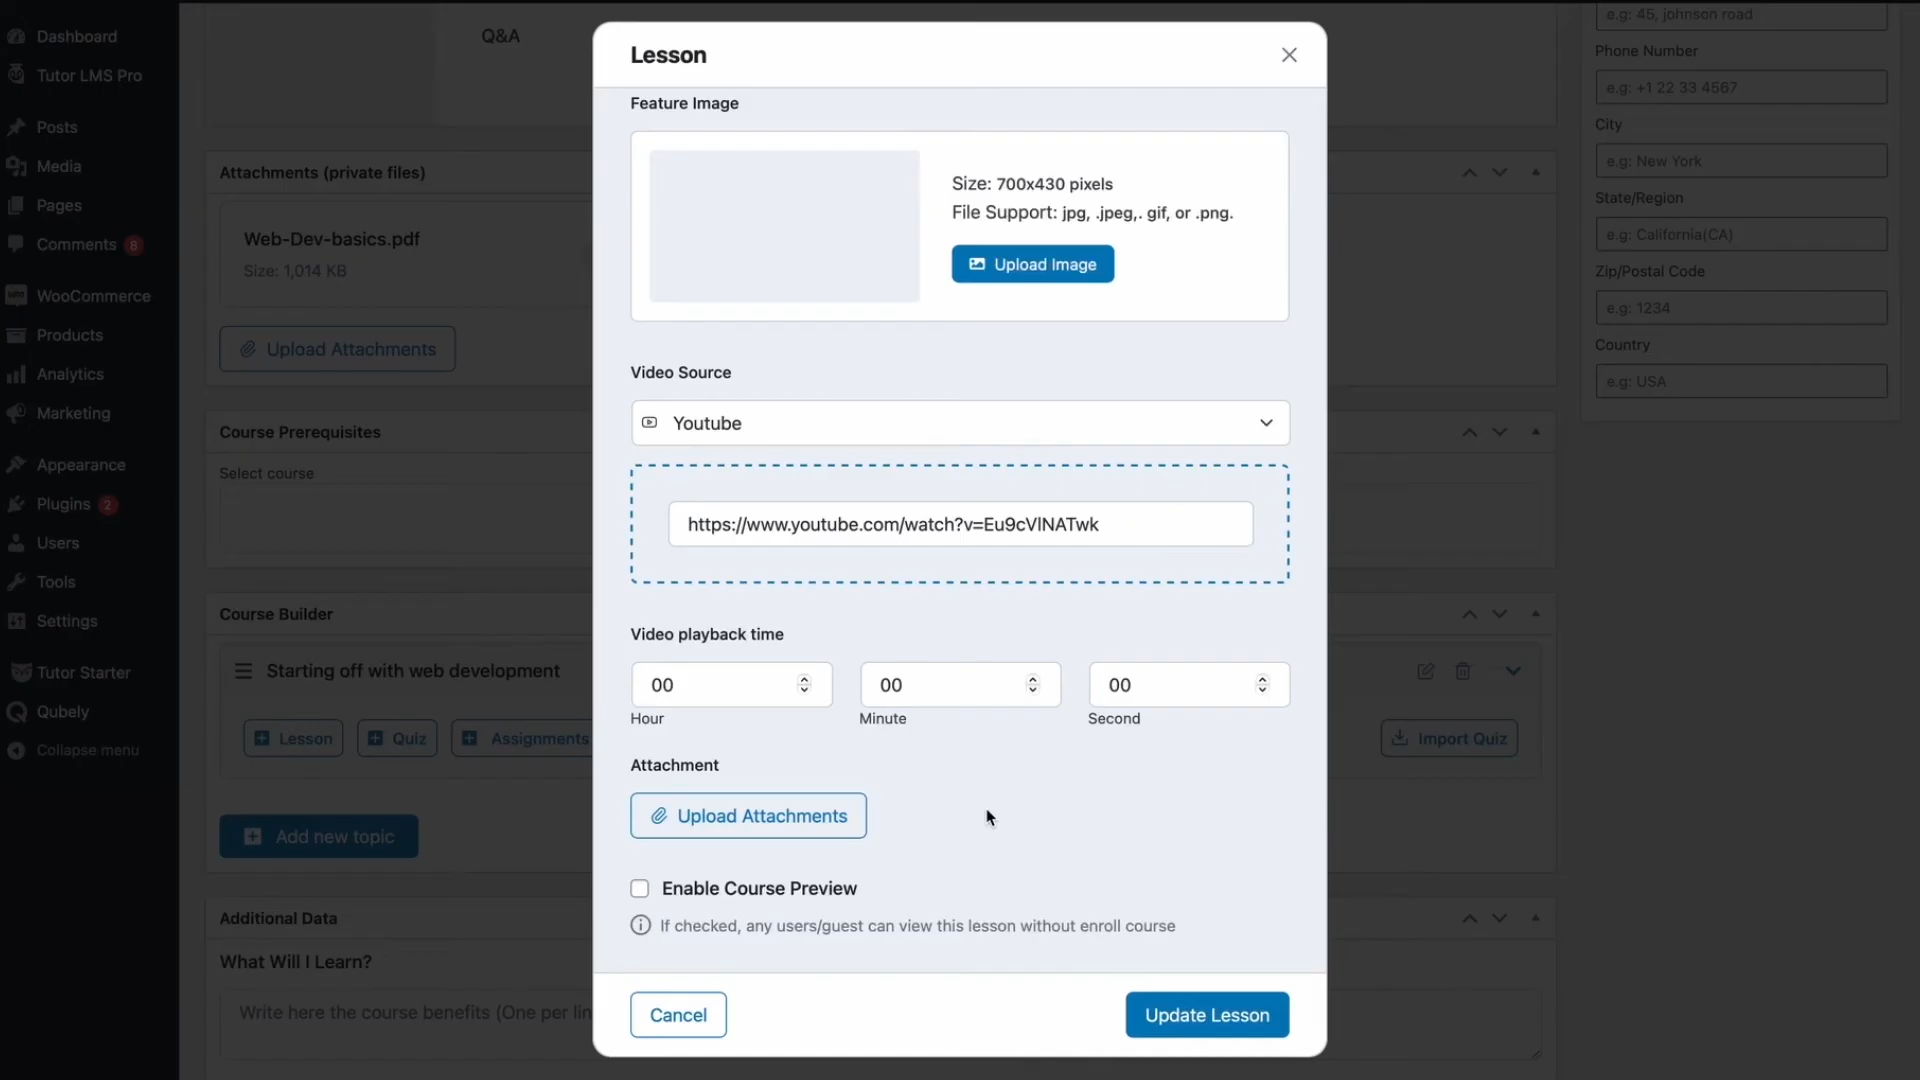 Dashboard
Tutor LMS Pro
Posts
Media
Pages
Comments 8
WooCommerce
Products
Analytics
Marketing
Appearance
Plugins 2
Users
Tools
Settings
Tutor Starter
Qubely
Collapse menu
Q&A
Attachments (private files)
Web-Dev-basics.pdf
Size: 1,014 KB
Upload Attachments
Course Prerequisites
Select course
Course Builder
Starting off with web development
Lesson
Quiz
Assignments
Import Quiz
Add new topic
Additional Data
What Will I Learn?
Write here the course benefits (One per lin
Lesson
Feature Image
Size: 700x430 pixels
File Support: jpg, .jpeg,. gif, or .png.
Upload Image
Video Source
Youtube
https://www.youtube.com/watch?v=Eu9cVlNATwk
Video playback time
00
00
00
Hour
Minute
Second
Attachment
Upload Attachments
Enable Course Preview
If checked, any users/guest can view this lesson without enroll course
Cancel
Update Lesson
e.g: 45, johnson road
Phone Number
e.g: +1 22 33 4567
City
e.g: New York
State/Region
e.g: California(CA)
Zip/Postal Code
e.g: 1234
Country
e.g: USA